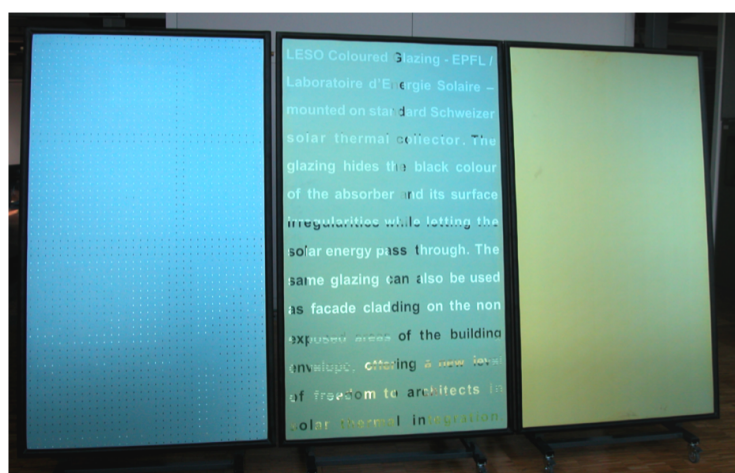 LESO Coloured Glazing - EPFL /
Laboratoire d'Energie Solaire –
mounted on standard Schweizer
solar thermal collector. The
glazing hides the black colour
of the absorber and its surface
irregularities while letting the
solar energy pass through. The
same glazing can also be used
as facade cladding on the non
exposed areas of the building
envelope, offering a new level
of freedom to architects in
solar thermal integration.